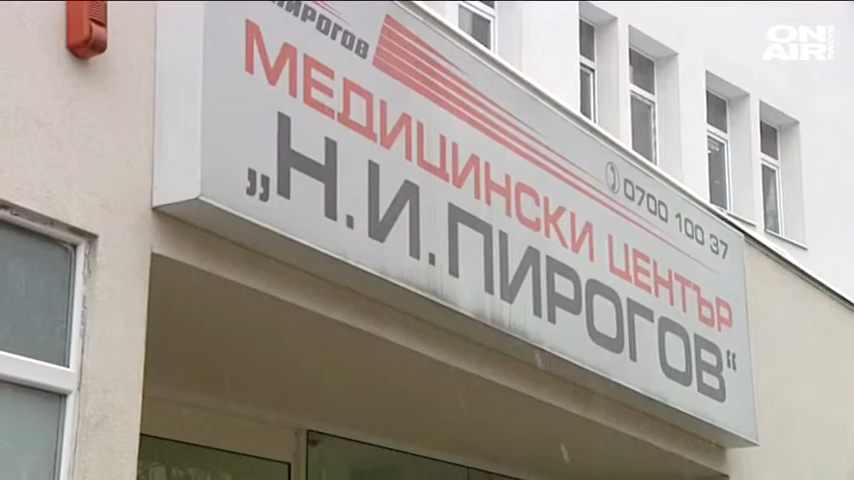 ПИРОГОВ
МЕДИЦИНСКИ ЦЕНТЪР
0700 100 37
„Н.И.ПИРОГОВ“
ON
AIR